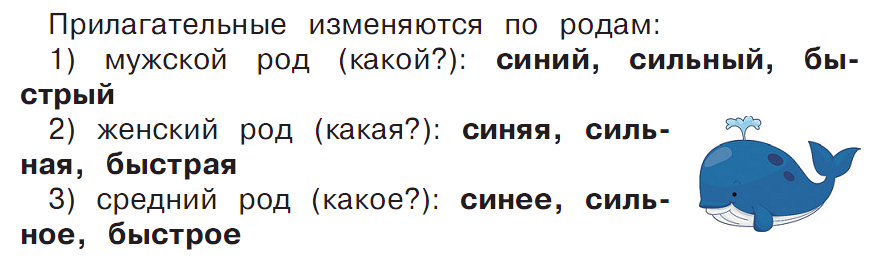 Прилагательные изменяются по родам:
1) мужской род (какой?): синий, сильный, бы-
стрый
2) женский род (какая?): синяя, силь-
ная, быстрая
3) средний род (какое?): синее, силь-
ное, быстрое